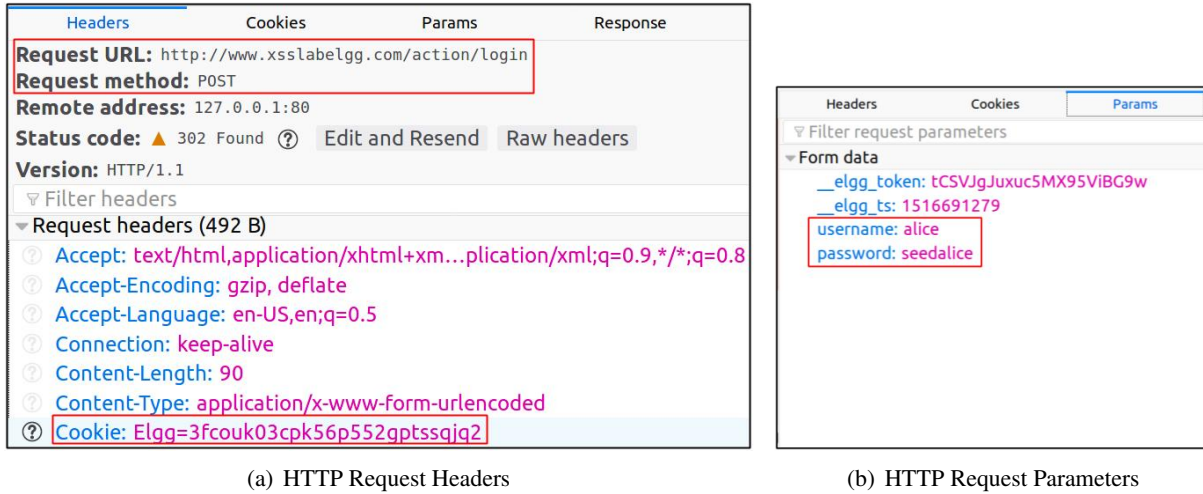 Headers Cookies Params Response
Request URL: http://www.xsslabelgg.com/action/login
Request method: POST
Remote address: 127.0.0.1:80
Status code: 302 Found ? Edit and Resend Raw headers
Version: HTTP/1.1
Filter headers
Request headers (492 B)
? Accept: text/html,application/xhtml+xm…plication/xml;q=0.9,*/*;q=0.8
? Accept-Encoding: gzip, deflate
? Accept-Language: en-US,en;q=0.5
? Connection: keep-alive
? Content-Length: 90
? Content-Type: application/x-www-form-urlencoded
? Cookie: Elgg=3fcouk03cpk56p552gptssqjq2
(a) HTTP Request Headers
Headers Cookies Params
Filter request parameters
Form data
__elgg_token: tCSVJgJuxuc5MX95ViBG9w
__elgg_ts: 1516691279
username: alice
password: seedalice
(b) HTTP Request Parameters